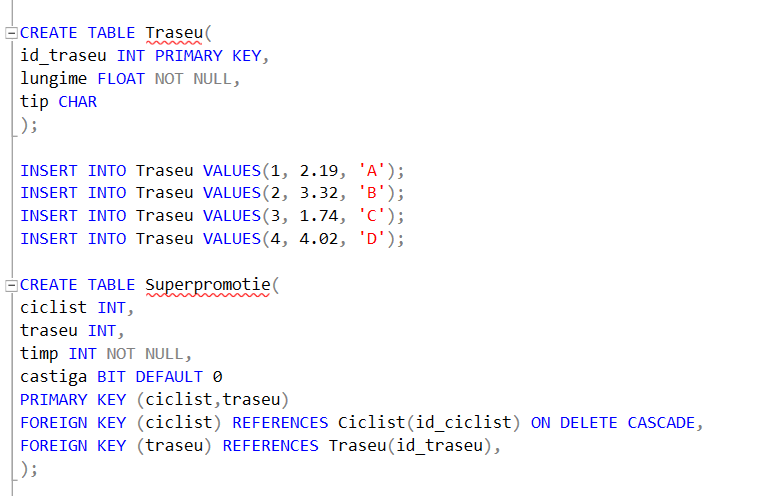 CREATE TABLE Traseu(
id_traseu INT PRIMARY KEY,
lungime FLOAT NOT NULL,
tip CHAR
);
INSERT INTO Traseu VALUES(1, 2.19, 'A');
INSERT INTO Traseu VALUES(2, 3.32, 'B');
INSERT INTO Traseu VALUES(3, 1.74, 'C');
INSERT INTO Traseu VALUES(4, 4.02, 'D');
CREATE TABLE Superpromotie(
ciclist INT,
traseu INT,
timp INT NOT NULL,
castiga BIT DEFAULT 0
PRIMARY KEY (ciclist,traseu)
FOREIGN KEY (ciclist) REFERENCES Ciclist(id_ciclist) ON DELETE CASCADE,
FOREIGN KEY (traseu) REFERENCES Traseu(id_traseu),
);